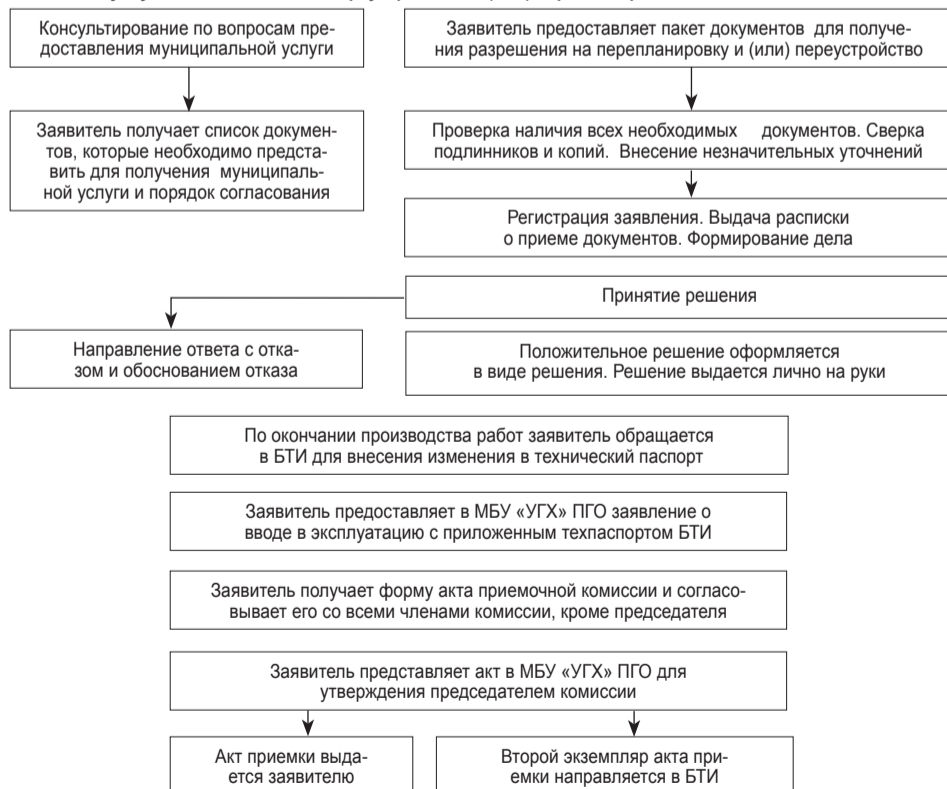 Консультирование по вопросам пре-
доставления муниципальной услуги
Заявитель предоставляет пакет документов для получе-
ния разрешения на перепланировку и (или) переустройство
Заявитель получает список докумен-
тов, которые необходимо предста-
вить для получения муниципаль-
ной услуги и порядок согласования
Проверка наличия всех необходимых документов. Сверка
подлинников и копий. Внесение незначительных уточнений
Регистрация заявления. Выдача расписки
о приеме документов. Формирование дела
Принятие решения
Направление ответа с отка-
зом и обоснованием отказа
Положительное решение оформляется
в виде решения. Решение выдается лично на руки
По окончании производства работ заявитель обращается
в БТИ для внесения изменения в технический паспорт
Заявитель предоставляет в МБУ «УГХ» ПГО заявление о
вводе в эксплуатацию с приложенным техпаспортом БТИ
Заявитель получает форму акта приемочной комиссии и согласо-
вывает его со всеми членами комиссии, кроме председателя
Заявитель представляет акт в МБУ «УГХ» ПГО для
утверждения председателем комиссии
Акт приемки выда-
ется заявителю
Второй экземпляр акта при-
емки направляется в БТИ